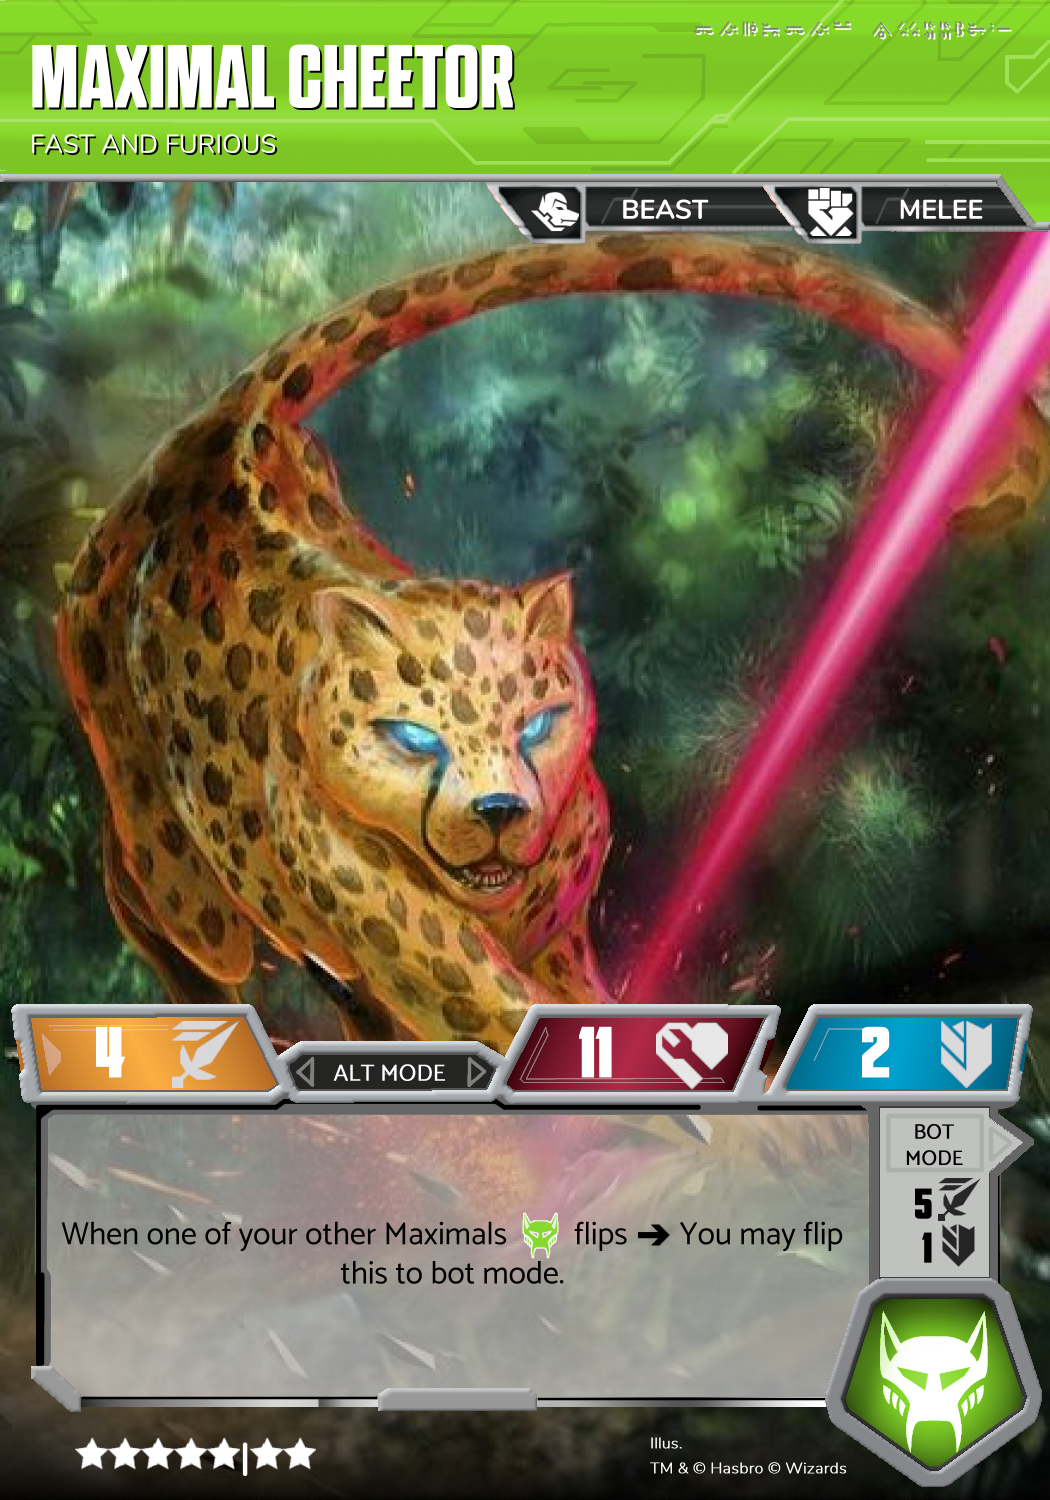 MAXIMAL CHEETOR
FAST AND FURIOUS
BEAST
MELEE
4
ALT MODE
11
2
BOT
MODE
5
1
When one of your other Maximals flips ➔ You may flip
this to bot mode.
Illus.
TM & © Hasbro © Wizards